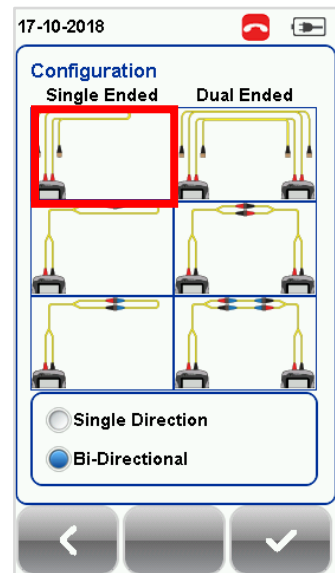 17-10-2018
Configuration
Single Ended Dual Ended
Single Direction
Bi-Directional